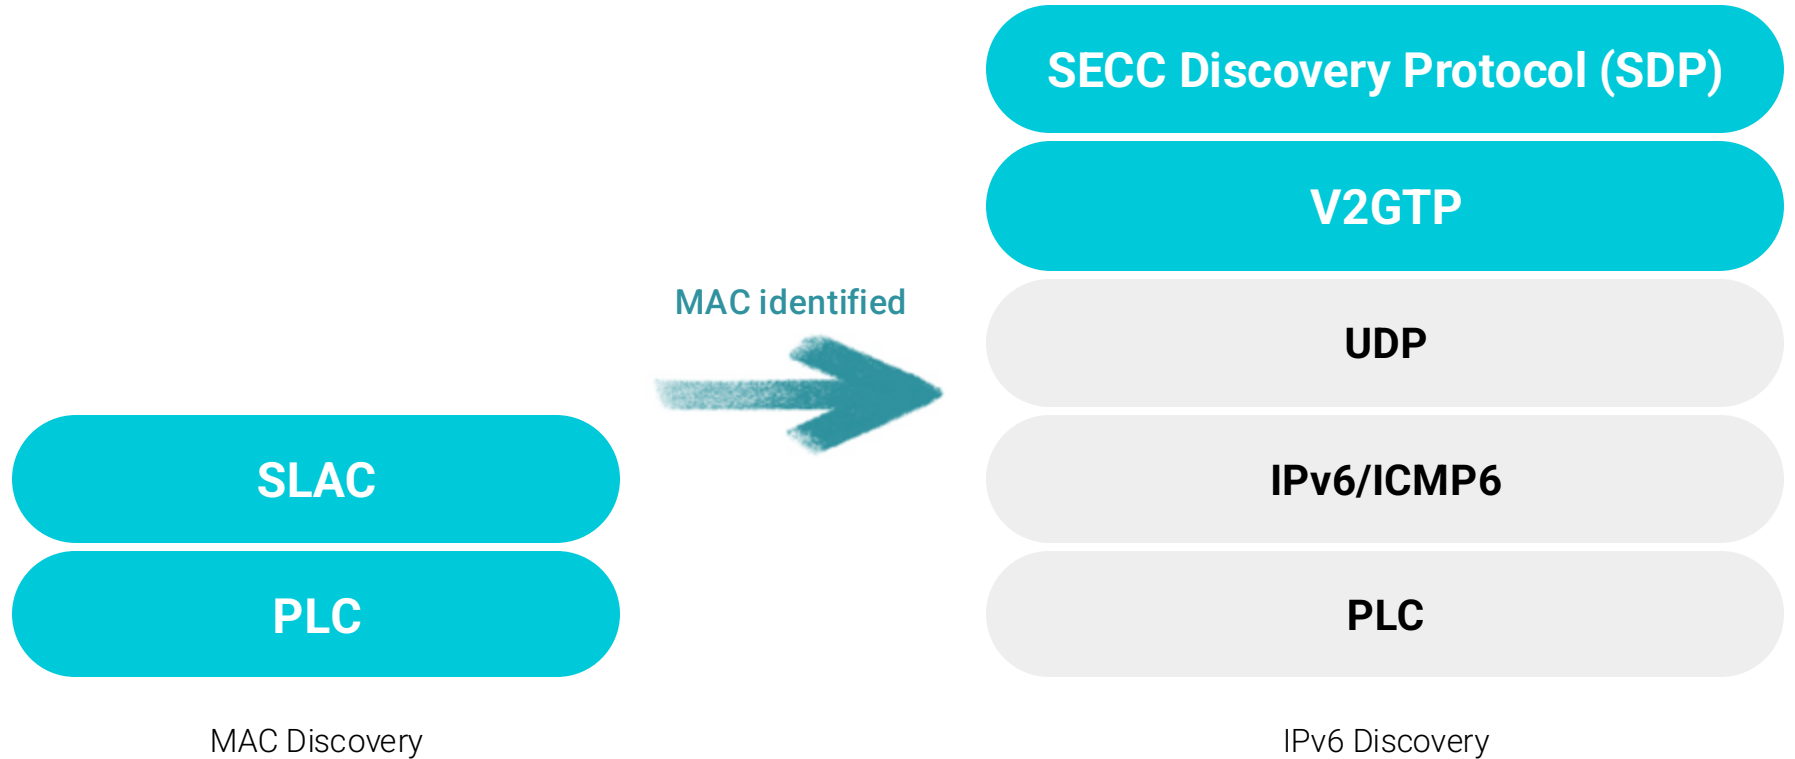 SECC Discovery Protocol (SDP)
V2GTP
MAC identified
UDP
SLAC
IPv6/ICMP6
PLC
PLC
MAC Discovery
IPv6 Discovery